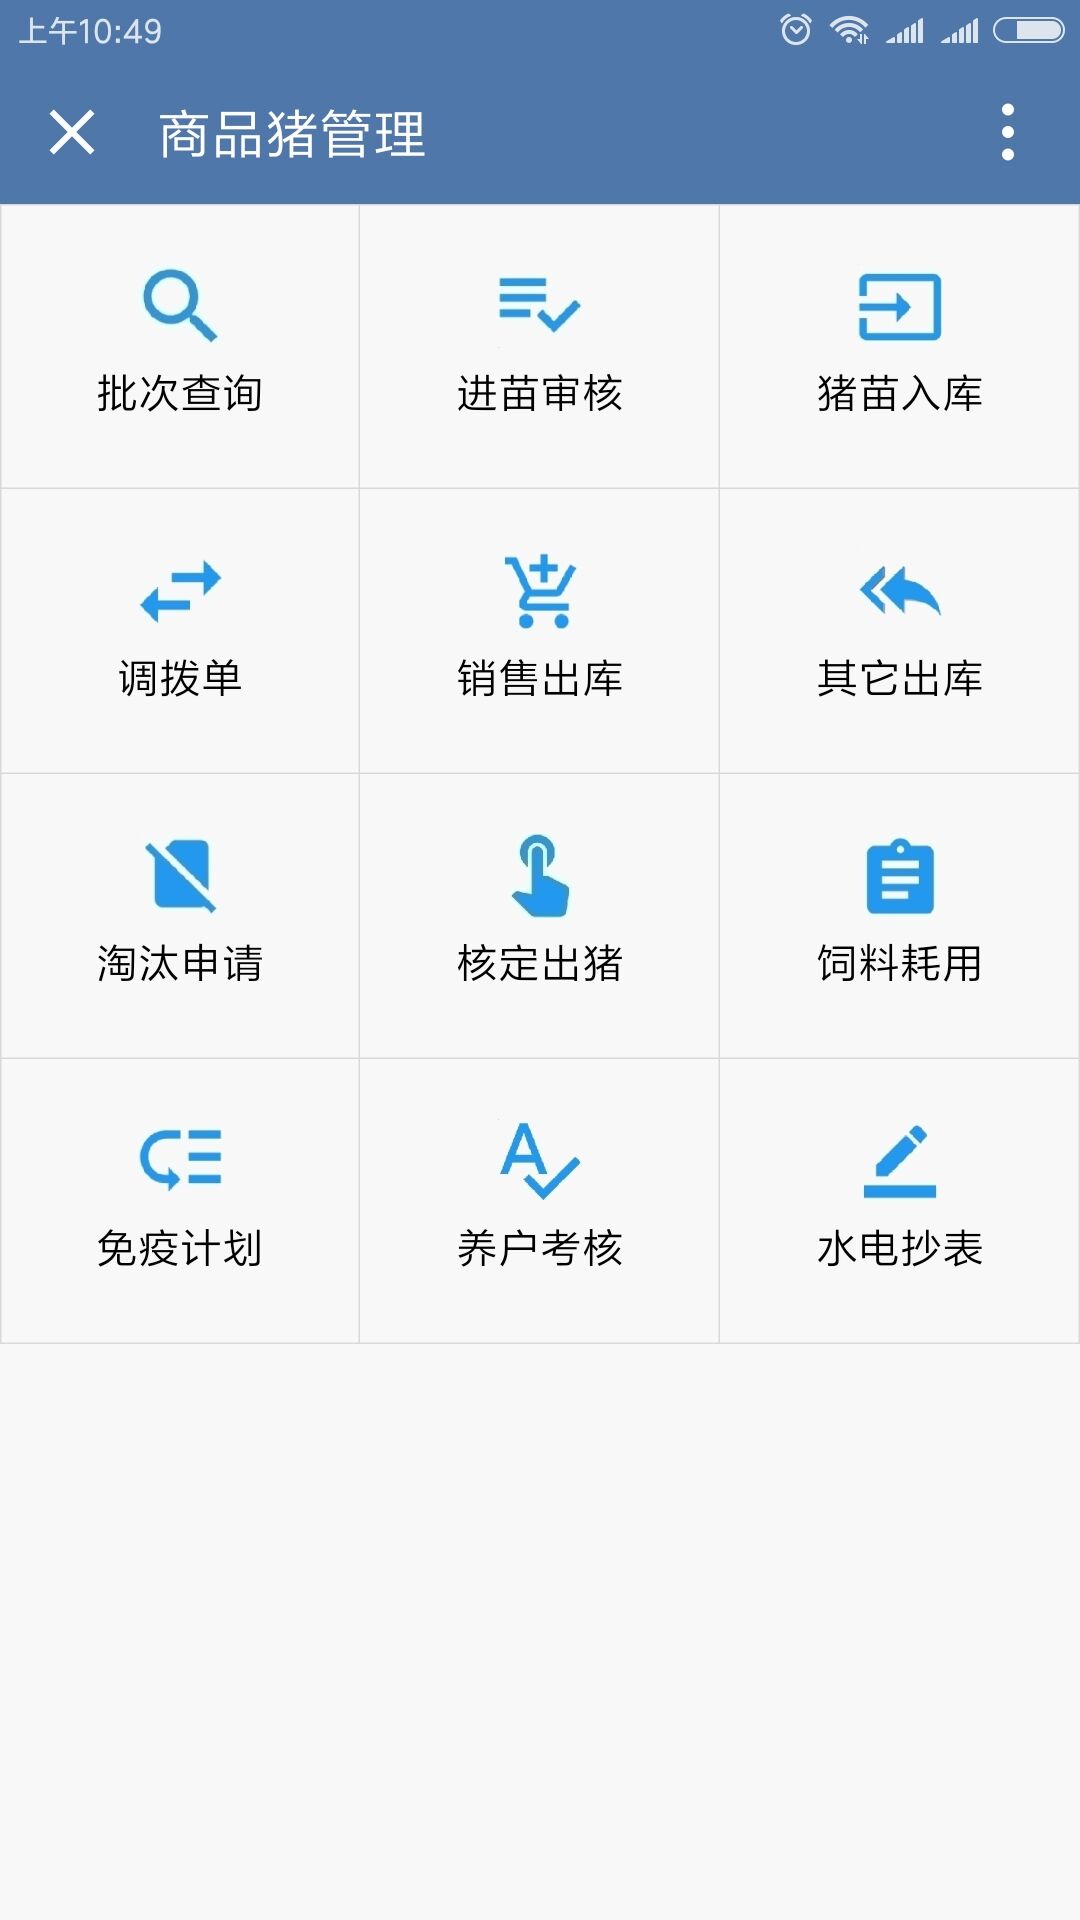 上午10:49
商品猪管理
批次查询
进苗审核
猪苗入库
调拨单
销售出库
其它出库
淘汰申请
核定出猪
饲料耗用
免疫计划
养户考核
水电抄表